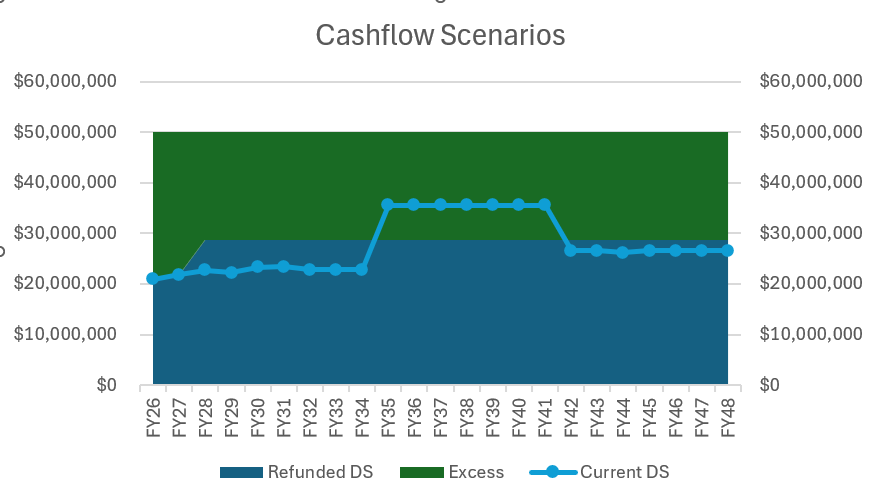 Cashflow Scenarios
$60,000,000 $60,000,000
$50,000,000 $50,000,000
$40,000,000 $40,000,000
$30,000,000 $30,000,000
$20,000,000 $20,000,000
$10,000,000 $10,000,000
$0 $0
FY26 FY27 FY28 FY29 FY30 FY31 FY32 FY33 FY34 FY35 FY36 FY37 FY38 FY39 FY40 FY41 FY42 FY43 FY44 FY45 FY46 FY47 FY48
Refunded DS Excess Current DS